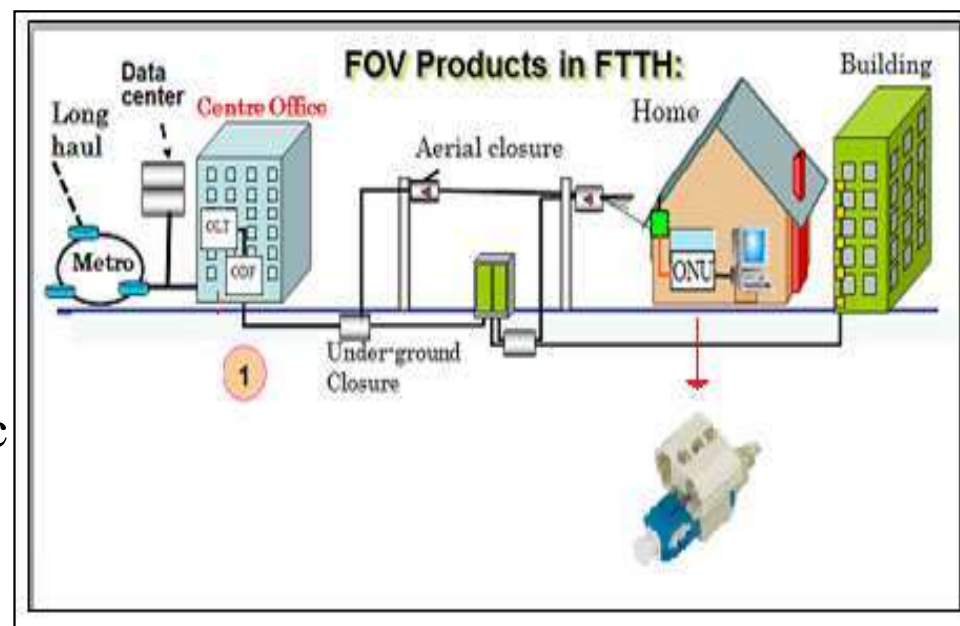 FOV Products in FTTH:
Data
center
Long
haul
Centre Office
Aerial closure
Home
Building
Metro
OLT
COF
ONU
Under-ground
Closure
1
c